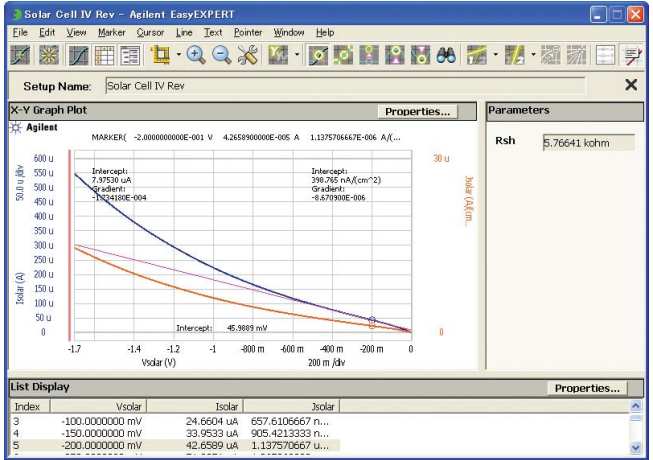 Solar Cell IV Rev - Agilent EasyEXPERT
File Edit View Marker Cursor Line Text Pointer Window Help
Setup Name: Solar Cell IV Rev
X-Y Graph Plot Properties...
Parameters
Agilent
MARKER( -2.0000000000E-001 V 4.2658900000E-005 A 1.1375706667E-006 A/(...
Rsh 5.76641 kohm
600 u
550 u
500 u
450 u
400 u
350 u
300 u
250 u
200 u
150 u
100 u
50 u
0
50.0 u /div
Isolar (A)
Intercept:
7.97530 uA
Gradient:
-1.734180E-004
Intercept:
398.765 nA/(cm^2)
Gradient:
-8.670900E-006
30 u
Jsolar (A/(cm...
0
Intercept: 45.9889 mV
-1.7 -1.4 -1.2 -1 -800 m -600 m -400 m -200 m 0
Vsolar (V) 200 m /div
List Display Properties...
Index Vsolar Isolar Jsolar
3 -100.0000000 mV 24.6604 uA 657.6106667 n...
4 -150.0000000 mV 33.9533 uA 905.4213333 n...
5 -200.0000000 mV 42.6589 uA 1.137570667 u...